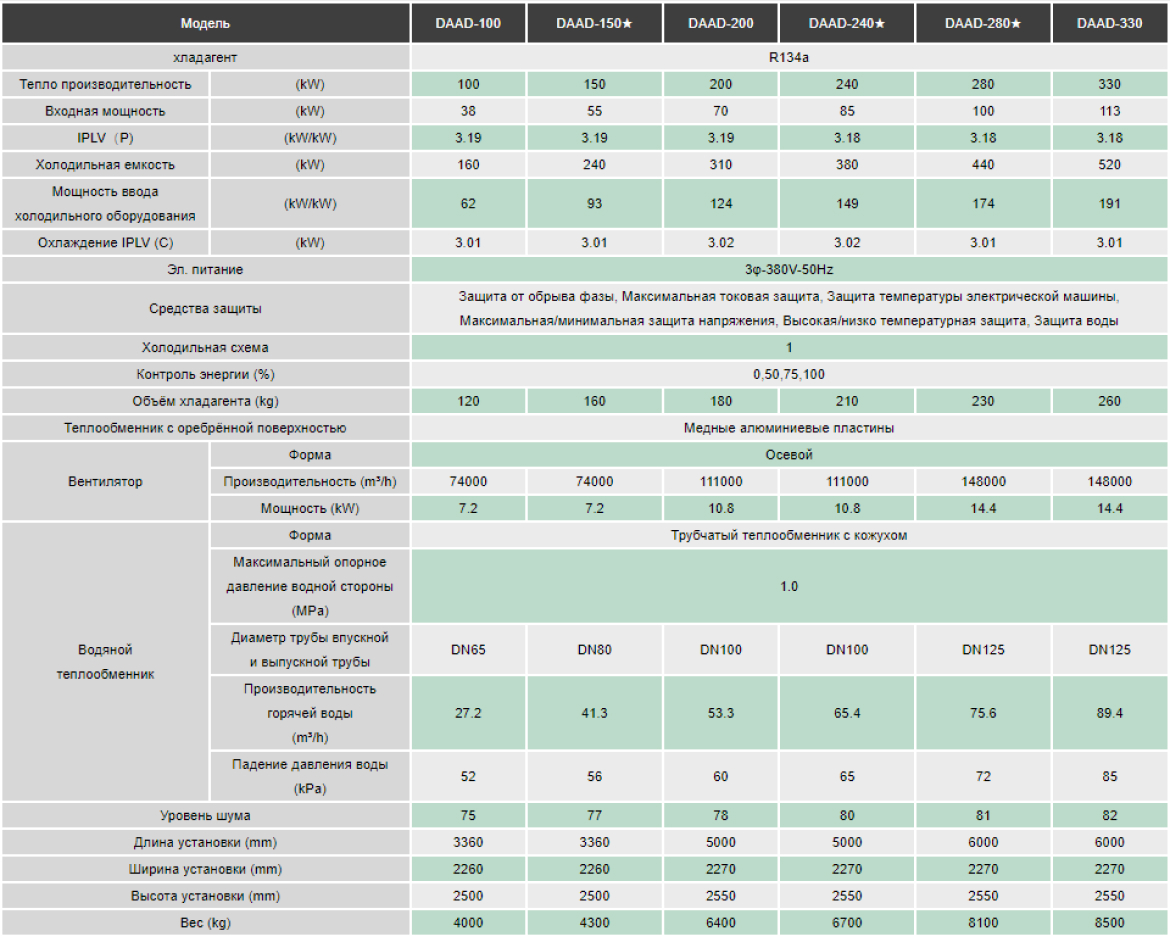 Модель DAAD-100 DAAD-150★ DAAD-200 DAAD-240★ DAAD-280★ DAAD-330
хладагент R134a
Тепло производительность (kW) 100 150 200 240 280 330
Входная мощность (kW) 38 55 70 85 100 113
IPLV (P) (kW/kW) 3.19 3.19 3.19 3.18 3.18 3.18
Холодильная емкость (kW) 160 240 310 380 440 520
Мощность ввода
холодильного оборудования (kW/kW) 62 93 124 149 174 191
Охлаждение IPLV (C) (kW) 3.01 3.01 3.02 3.02 3.01 3.01
Эл. питание 3φ-380V-50Hz
Средства защиты
Защита от обрыва фазы, Максимальная токовая защита, Защита температуры электрической машины,
Максимальная/минимальная защита напряжения, Высокая/низко температурная защита, Защита воды
Холодильная схема 1
Контроль энергии (%) 0,50,75,100
Объём хладагента (kg) 120 160 180 210 230 260
Теплообменник с оребрённой поверхностью Медные алюминиевые пластины
Вентилятор
Форма Осевой
Производительность (m³/h) 74000 74000 111000 111000 148000 148000
Мощность (kW) 7.2 7.2 10.8 10.8 14.4 14.4
Водяной
теплообменник
Форма Трубчатый теплообменник с кожухом
Максимальный опорное
давление водной стороны
(MPa) 1.0
Диаметр трубы впускной
и выпускной трубы DN65 DN80 DN100 DN100 DN125 DN125
Производительность
горячей воды
(m³/h) 27.2 41.3 53.3 65.4 75.6 89.4
Падение давления воды
(kPa) 52 56 60 65 72 85
Уровень шума 75 77 78 80 81 82
Длина установки (mm) 3360 3360 5000 5000 6000 6000
Ширина установки (mm) 2260 2260 2270 2270 2270 2270
Высота установки (mm) 2500 2500 2550 2550 2550 2550
Вес (kg) 4000 4300 6400 6700 8100 8500